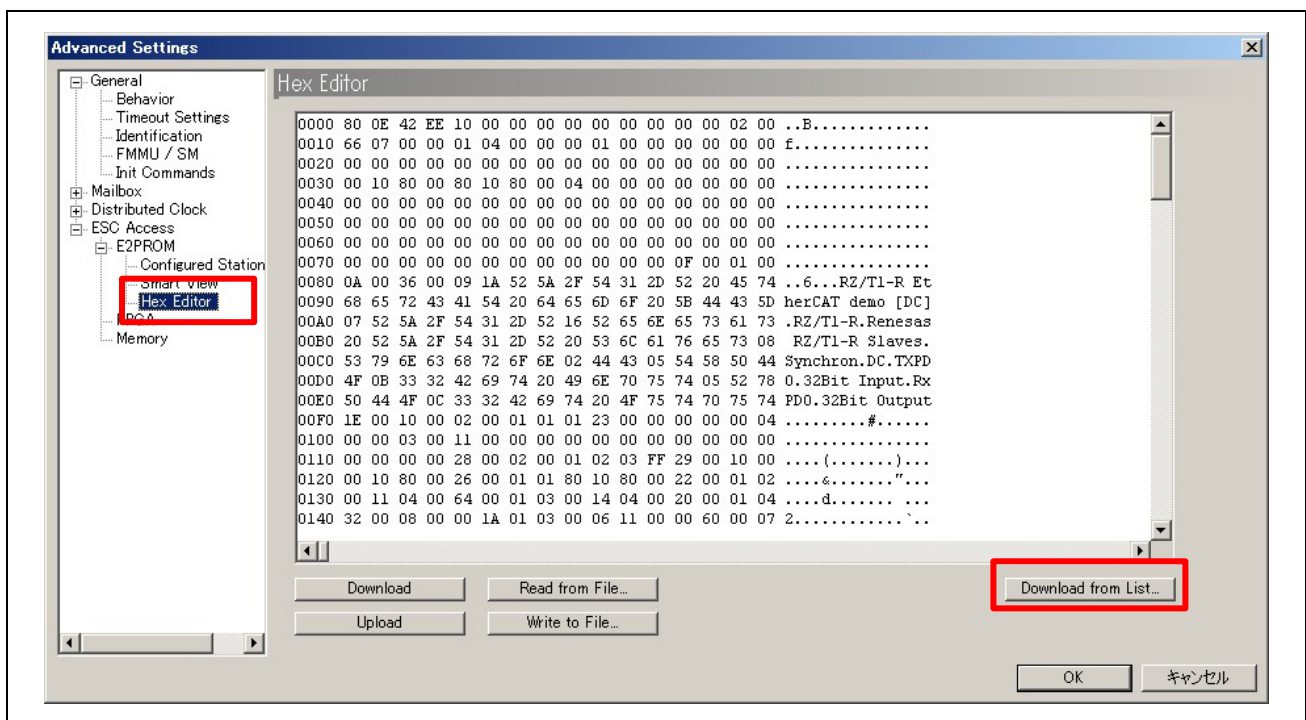 Advanced Settings
General
Behavior
Timeout Settings
Identification
FMMU / SM
Init Commands
Mailbox
Distributed Clock
ESC Access
E2PROM
Configured Station
Smart View
Hex Editor
FPGA
Memory
Hex Editor
0000 80 0E 42 EE 10 00 00 00 00 00 00 00 00 00 02 00 ..B.............
0010 66 07 00 00 01 04 00 00 00 01 00 00 00 00 00 00 f...............
0020 00 00 00 00 00 00 00 00 00 00 00 00 00 00 00 00 ................
0030 00 10 80 00 80 10 80 00 04 00 00 00 00 00 00 00 ................
0040 00 00 00 00 00 00 00 00 00 00 00 00 00 00 00 00 ................
0050 00 00 00 00 00 00 00 00 00 00 00 00 00 00 00 00 ................
0060 00 00 00 00 00 00 00 00 00 00 00 00 00 00 00 00 ................
0070 00 00 00 00 00 00 00 00 00 00 00 00 0F 00 01 00 ................
0080 0A 00 36 00 09 1A 52 5A 2F 54 31 2D 52 20 45 74 ..6...RZ/T1-R Et
0090 68 65 72 43 41 54 20 64 65 6D 6F 20 5B 44 43 5D herCAT demo [DC]
00A0 07 52 5A 2F 54 31 2D 52 16 52 65 6E 65 73 61 73 .RZ/T1-R.Renesas
00B0 20 52 5A 2F 54 31 2D 52 20 53 6C 61 76 65 73 08  RZ/T1-R Slaves.
00C0 53 79 6E 63 68 72 6F 6E 02 44 43 05 54 58 50 44 Synchron.DC.TXPD
00D0 4F 0B 33 32 42 69 74 20 49 6E 70 75 74 05 52 78 O.32Bit Input.Rx
00E0 50 44 4F 0C 33 32 42 69 74 20 4F 75 74 70 75 74 PDO.32Bit Output
00F0 1E 00 10 00 02 00 01 01 01 23 00 00 00 00 00 04 .........#......
0100 00 00 03 00 11 00 00 00 00 00 00 00 00 00 00 00 ................
0110 00 00 00 00 28 00 02 00 01 02 03 FF 29 00 10 00 ....(.......)...
0120 00 10 80 00 26 00 01 01 80 10 80 00 22 00 01 02 ....&.......″...
0130 00 11 04 00 64 00 01 03 00 14 04 00 20 00 01 04 ....d....... ...
0140 32 00 08 00 00 1A 01 03 00 06 11 00 00 60 00 07 2............`..
Download
Read from File...
Download from List...
Upload
Write to File...
OK
キャンセル